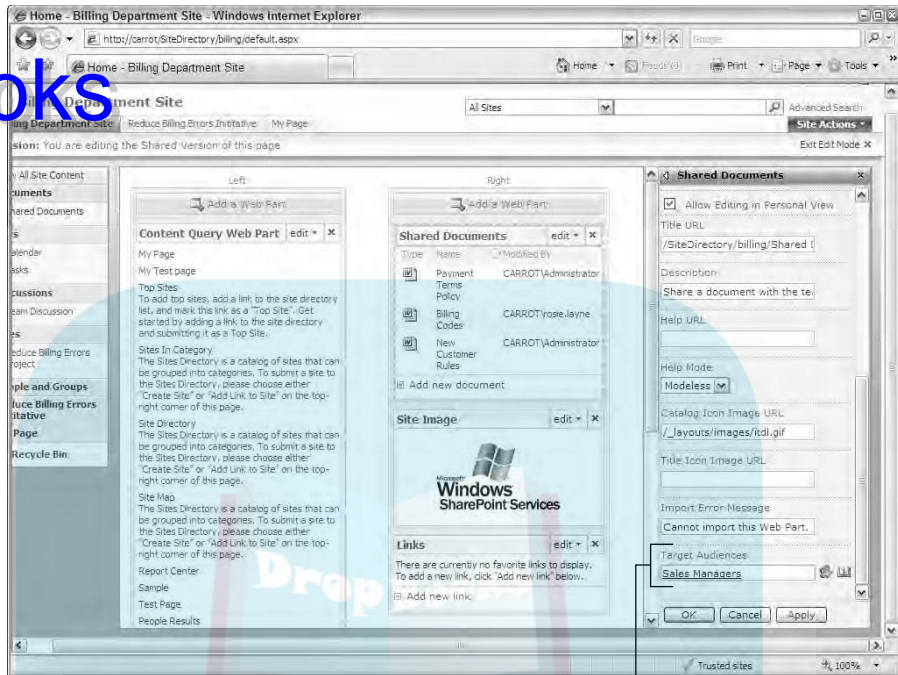 Home - Billing Department Site - Windows Internet Explorer
http://carrot/SiteDirectory/billing/default.aspx
Google
Home - Billing Department Site
Home
Feeds (0)
Print
Page
Tools
oks
Billing Department Site
All Sites
Advanced Search
ing Department Site
Reduce Billing Errors Initiative
My Page
Site Actions
sion: You are editing the Shared Version of this page
Exit Edit Mode
All Site Content
cuments
hared Documents
s
alendar
asks
cussions
eam Discussion
es
educe Billing Errors
roject
ple and Groups
duce Billing Errors
itiative
Page
Recycle Bin
Left
Add a Web Part
Content Query Web Part
edit
My Page
My Test page
Top Sites
To add top sites, add a link to the site directory
list, and mark this link as a "Top Site". Get
started by adding a link to the site directory
and submitting it as a Top Site.
Sites In Category
The Sites Directory is a catalog of sites that can
be grouped into categories. To submit a site to
the Sites Directory, please choose either
"Create Site" or "Add Link to Site" on the top-
right corner of this page.
Site Directory
The Sites Directory is a catalog of sites that can
be grouped into categories. To submit a site to
the Sites Directory, please choose either
"Create Site" or "Add Link to Site" on the top-
right corner of this page.
Site Map
The Sites Directory is a catalog of sites that can
be grouped into categories. To submit a site to
the Sites Directory, please choose either
"Create Site" or "Add Link to Site" on the top-
right corner of this page.
Report Center
Sample
Test Page
People Results
Right
Add a Web Part
Shared Documents
edit
Type
Name
Modified By
Payment
Terms
Policy
CARROT\Administrator
Billing
Codes
CARROT\rosie.layne
New
Customer
Rules
CARROT\Administrator
Add new document
Site Image
edit
Microsoft
Windows
SharePoint Services
Links
edit
There are currently no favorite links to display.
To add a new link, click "Add new link" below.
Add new link
Shared Documents
Allow Editing in Personal View
Title URL
/SiteDirectory/billing/Shared D
Description
Share a document with the te
Help URL
Help Mode
Modeless
Catalog Icon Image URL
/_layouts/images/itdl.gif
Title Icon Image URL
Import Error Message
Cannot import this Web Part.
Target Audiences
Sales Managers
OK
Cancel
Apply
Trusted sites
100%